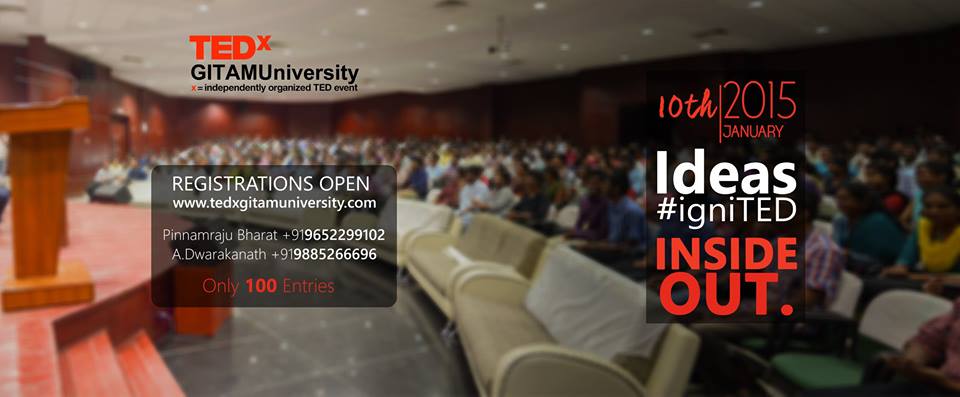 TEDx
GITAMUniversity
x = independently organized TED event
REGISTRATIONS OPEN
www.tedxgitamuniversity.com
Pinnamraju Bharat +919652299102
A.Dwarakanath +919885266696
Only 100 Entries
10th 2015
JANUARY
Ideas
#igniTED
INSIDE
OUT.